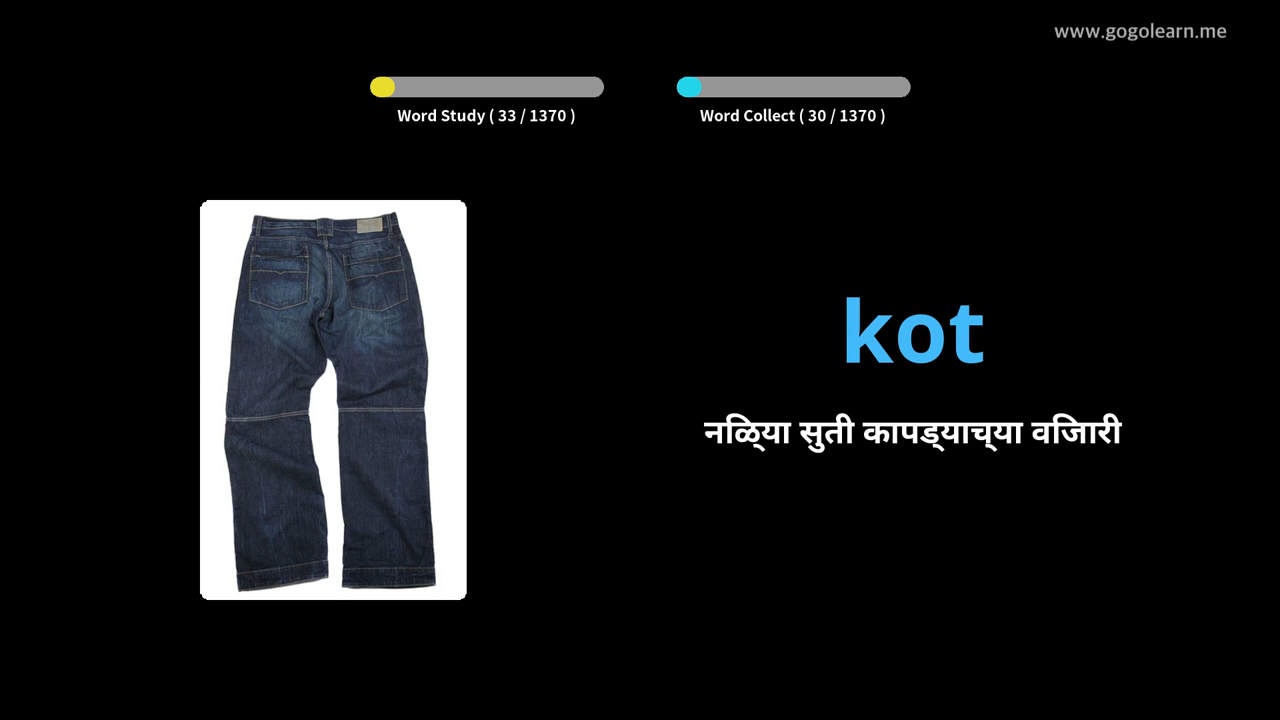 www.gogolearn.me
Word Study ( 33 / 1370 )
Word Collect ( 30 / 1370 )
kot
नळिया सुती कापड्याच्या वजािरी